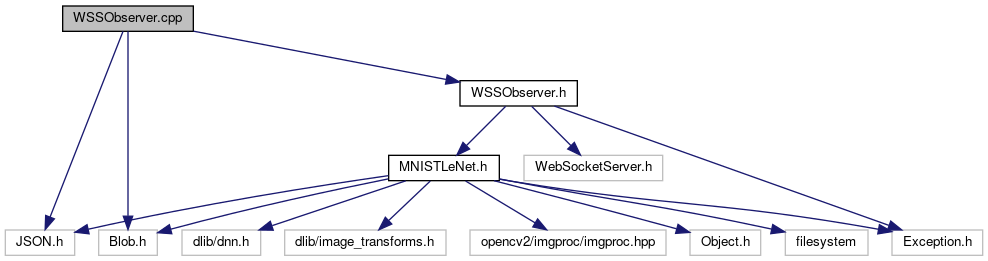 WSSObserver.cpp
WSSObserver.h
MNISTLeNet.h
WebSocketServer.h
JSON.h
Blob.h
dlib/dnn.h
dlib/image_transforms.h
opencv2/imgproc/imgproc.hpp
Object.h
filesystem
Exception.h